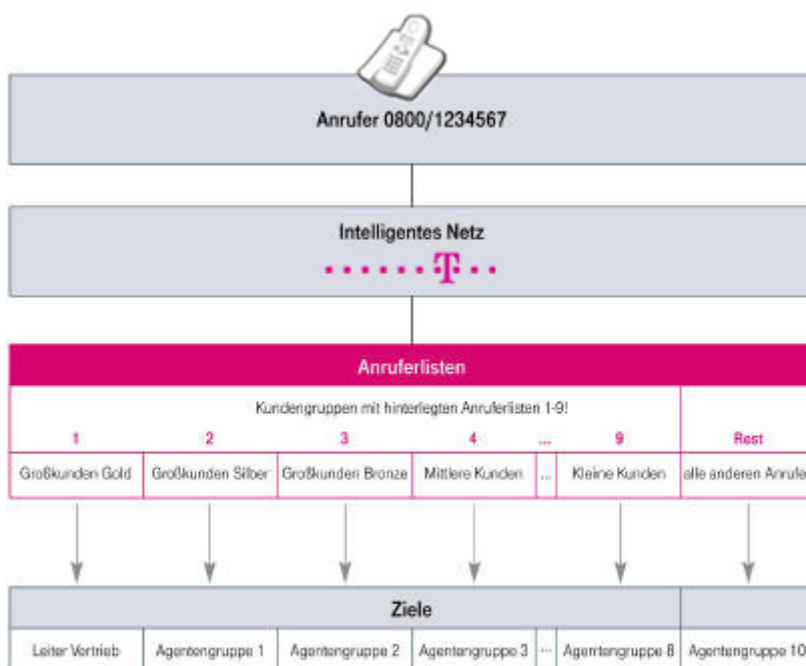 Anrufer 0800/1234567
Intelligentes Netz
T
Anruferlisten
Kundengruppen mit hinterlegten Anruferlisten 1-9!
1 2 3 4 ... 9 Rest
Großkunden Gold Großkunden Silber Großkunden Bronze Mittlere Kunden ... Kleine Kunden alle anderen Anrufer
Ziele
Leiter Vertrieb Agentengruppe 1 Agentengruppe 2 Agentengruppe 3 ... Agentengruppe 8 Agentengruppe 10